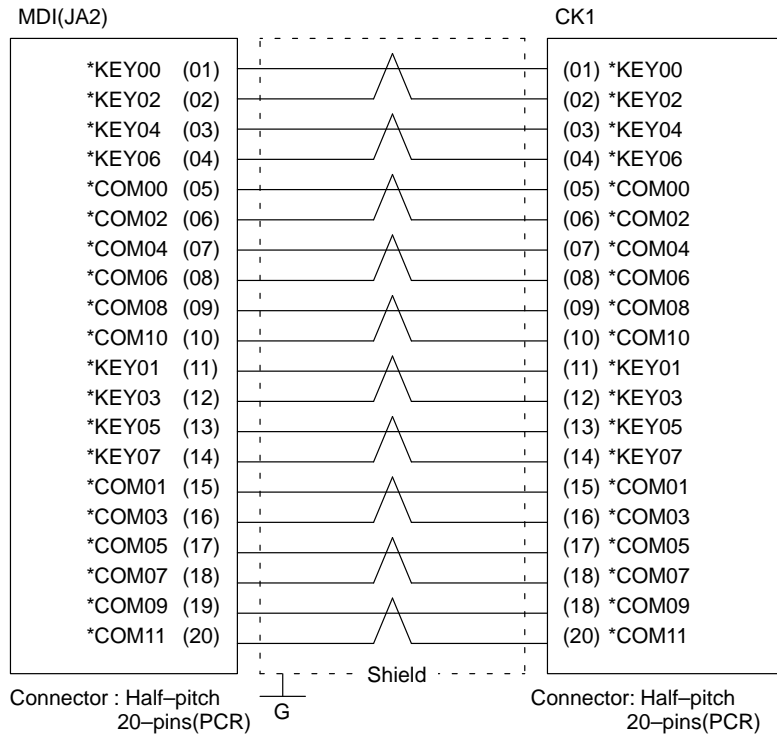 MDI(JA2) CK1
*KEY00 (01) (01) *KEY00
*KEY02 (02) (02) *KEY02
*KEY04 (03) (03) *KEY04
*KEY06 (04) (04) *KEY06
*COM00 (05) (05) *COM00
*COM02 (06) (06) *COM02
*COM04 (07) (07) *COM04
*COM06 (08) (08) *COM06
*COM08 (09) (09) *COM08
*COM10 (10) (10) *COM10
*KEY01 (11) (11) *KEY01
*KEY03 (12) (12) *KEY03
*KEY05 (13) (13) *KEY05
*KEY07 (14) (14) *KEY07
*COM01 (15) (15) *COM01
*COM03 (16) (16) *COM03
*COM05 (17) (17) *COM05
*COM07 (18) (18) *COM07
*COM09 (19) (18) *COM09
*COM11 (20) (20) *COM11
Shield
G
Connector : Half–pitch Connector: Half–pitch
20–pins(PCR) 20–pins(PCR)